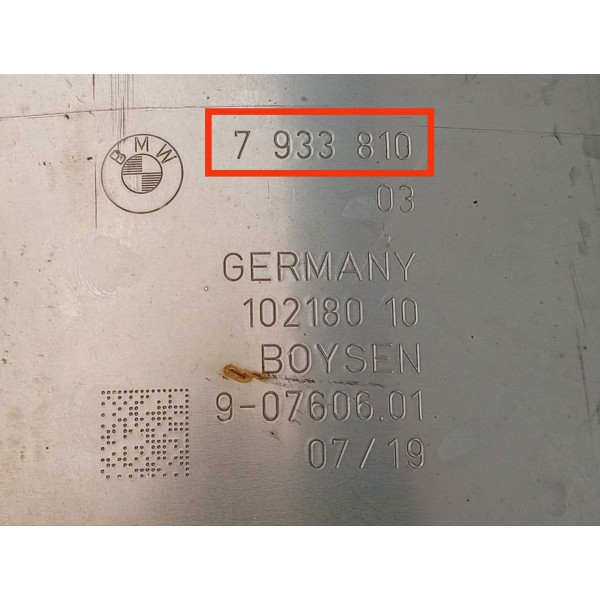 BMW
7 933 810
03
GERMANY
102180 10
BOYSEN
9-07606.01
07/19